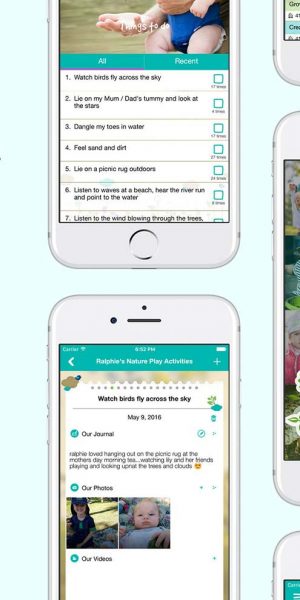 Things to do
All Recent
1. Watch birds fly across the sky
17 times
2. Lie on my Mum / Dad's tummy and look at
the stars
4 times
3. Dangle my toes in water
17 times
4. Feel sand and dirt
27 times
5. Lie on a picnic rug outdoors
24 times
6. Listen to waves at a beach, hear the river run
and point to the water
8 times
7. Listen to the wind blowing through the trees,
Carrier 6:52 PM
Ralphie's Nature Play Activities +
Watch birds fly across the sky
May 9, 2016
Our Journal
ralphie loved hanging out on the picnic rug at the
mothers day morning tea...watching lily and her friends
playing and looking upnat the trees and clouds 😍
Our Photos +
Our Videos +
Grov
Crea
Carrie